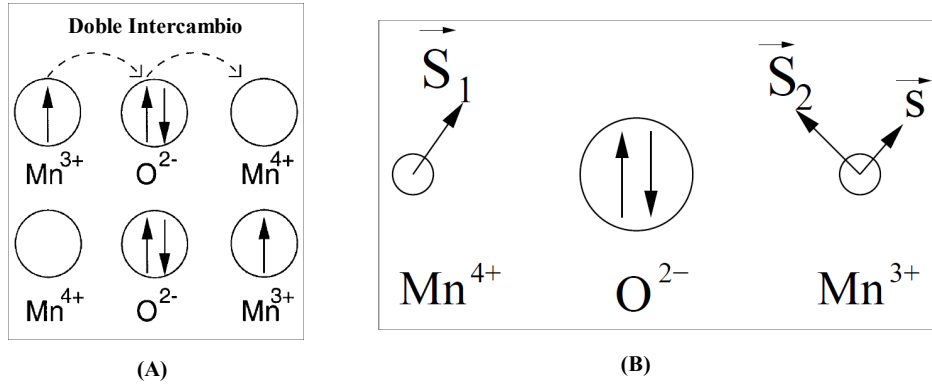 Doble Intercambio
Mn3+ O2- Mn4+
Mn4+ O2- Mn3+
(A)
S1 S2 s
Mn4+ O2− Mn3+
(B)